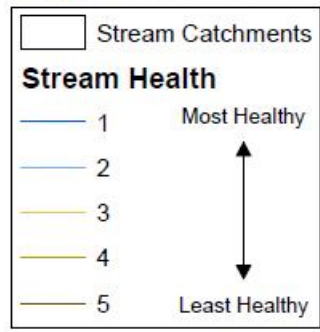 Stream Catchments
Stream Health
1 Most Healthy
2
3
4
5 Least Healthy